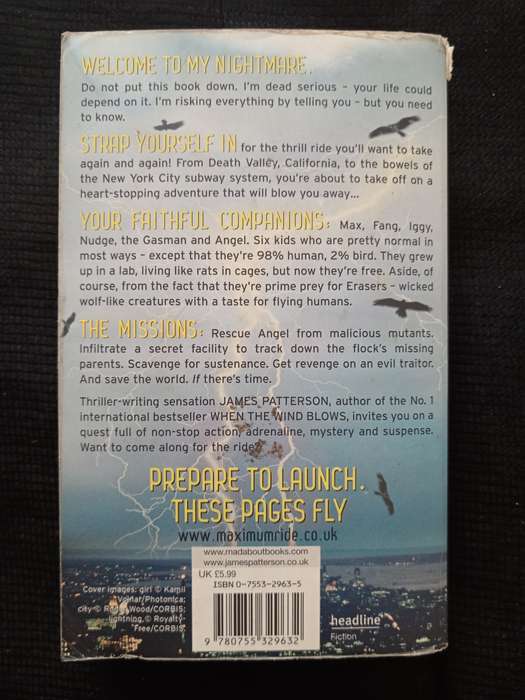 WELCOME TO MY NIGHTMARE.
Do not put this book down. I'm dead serious – your life could
depend on it. I'm risking everything by telling you – but you need
to know.
STRAP YOURSELF IN for the thrill ride you'll want to take
again and again! From Death Valley, California, to the bowels of
the New York City subway system, you're about to take off on a
heart-stopping adventure that will blow you away...
YOUR FAITHFUL COMPANIONS: Max, Fang, Iggy,
Nudge, the Gasman and Angel. Six kids who are pretty normal in
most ways – except that they're 98% human, 2% bird. They grew
up in a lab, living like rats in cages, but now they're free. Aside, of
course, from the fact that they're prime prey for Erasers – wicked
wolf-like creatures with a taste for flying humans.
THE MISSIONS: Rescue Angel from malicious mutants.
Infiltrate a secret facility to track down the flock's missing
parents. Scavenge for sustenance. Get revenge on an evil traitor.
And save the world. If there's time.
Thriller-writing sensation JAMES PATTERSON, author of the No. 1
international bestseller WHEN THE WIND BLOWS, invites you on a
quest full of non-stop action, adrenaline, mystery and suspense.
Want to come along for the ride?
PREPARE TO LAUNCH.
THESE PAGES FLY
www.maximumride.co.uk
www.madaboutbooks.com
www.jamespatterson.co.uk
UK £5.99
ISBN 0-7553-2963-5
Cover images: girl © Kamil
Vojnar/Photonica;
city © Wood/CORBIS;
lightning, © Royalty-
Free/CORBIS
9 780755 329632
headline
Fiction